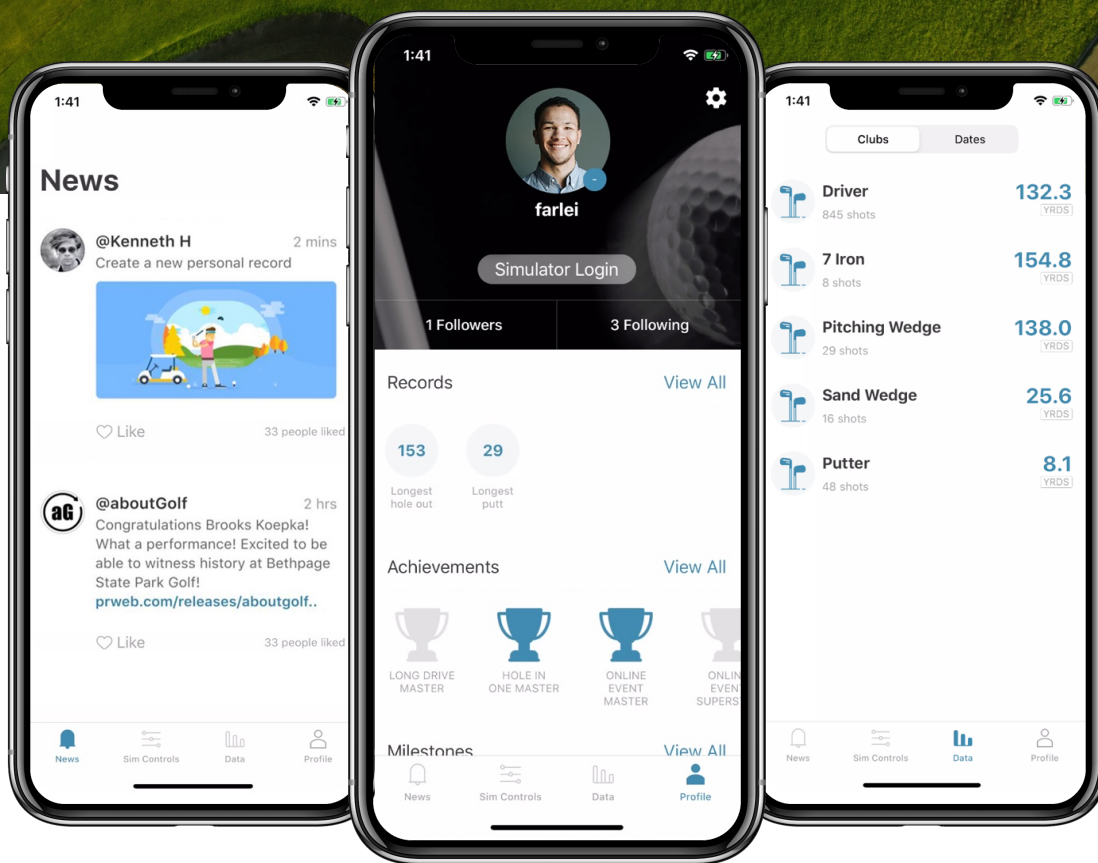 1:41
News
@Kenneth H 2 mins
Create a new personal record
Like 33 people liked
aG
@aboutGolf 2 hrs
Congratulations Brooks Koepka!
What a performance! Excited to be
able to witness history at Bethpage
State Park Golf!
prweb.com/releases/aboutgolf..
Like 33 people liked
News Sim Controls Data Profile
1:41
-
farlei
Simulator Login
1 Followers 3 Following
Records View All
153 29
Longest Longest
hole out putt
Achievements View All
LONG DRIVE HOLE IN ONLINE ONLIN
MASTER ONE MASTER EVENT EVEN
MASTER SUPERS
Milestones View All
News Sim Controls Data Profile
1:41
Clubs Dates
Driver 132.3
845 shots YRDS
7 Iron 154.8
8 shots YRDS
Pitching Wedge 138.0
29 shots YRDS
Sand Wedge 25.6
16 shots YRDS
Putter 8.1
48 shots YRDS
News Sim Controls Data Profile